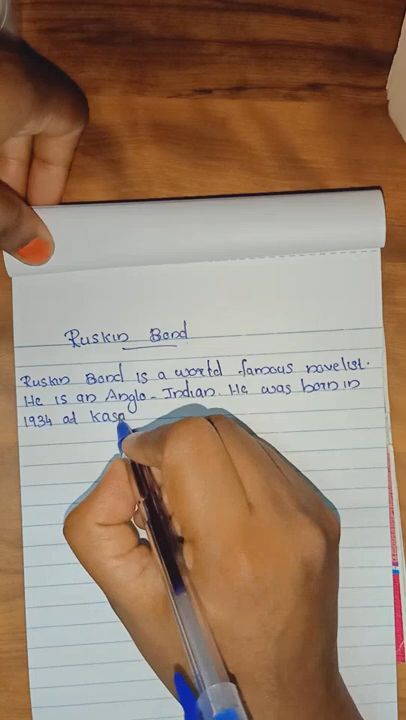 Ruskin Bond
Ruskin Bond is a world famous novelist.
He is an Anglo-Indian. He was born in
1934 at Kasa